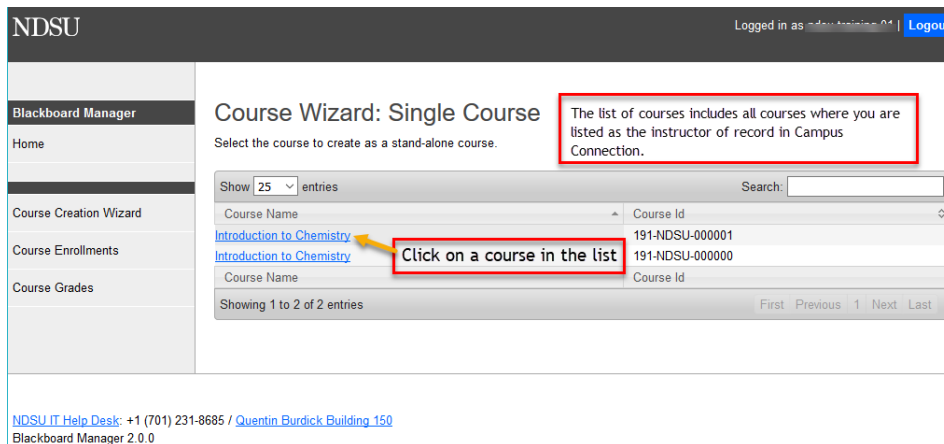 NDSU
Logged in as | Logou
Blackboard Manager
Home
Course Creation Wizard
Course Enrollments
Course Grades
Course Wizard: Single Course
Select the course to create as a stand-alone course.
The list of courses includes all courses where you are
listed as the instructor of record in Campus
Connection.
Show 25 entries
Search:
Course Name
Course Id
Introduction to Chemistry
191-NDSU-000001
Introduction to Chemistry
191-NDSU-000000
Click on a course in the list
Course Name
Course Id
Showing 1 to 2 of 2 entries
First Previous 1 Next Last
NDSU IT Help Desk: +1 (701) 231-8685 / Quentin Burdick Building 150
Blackboard Manager 2.0.0